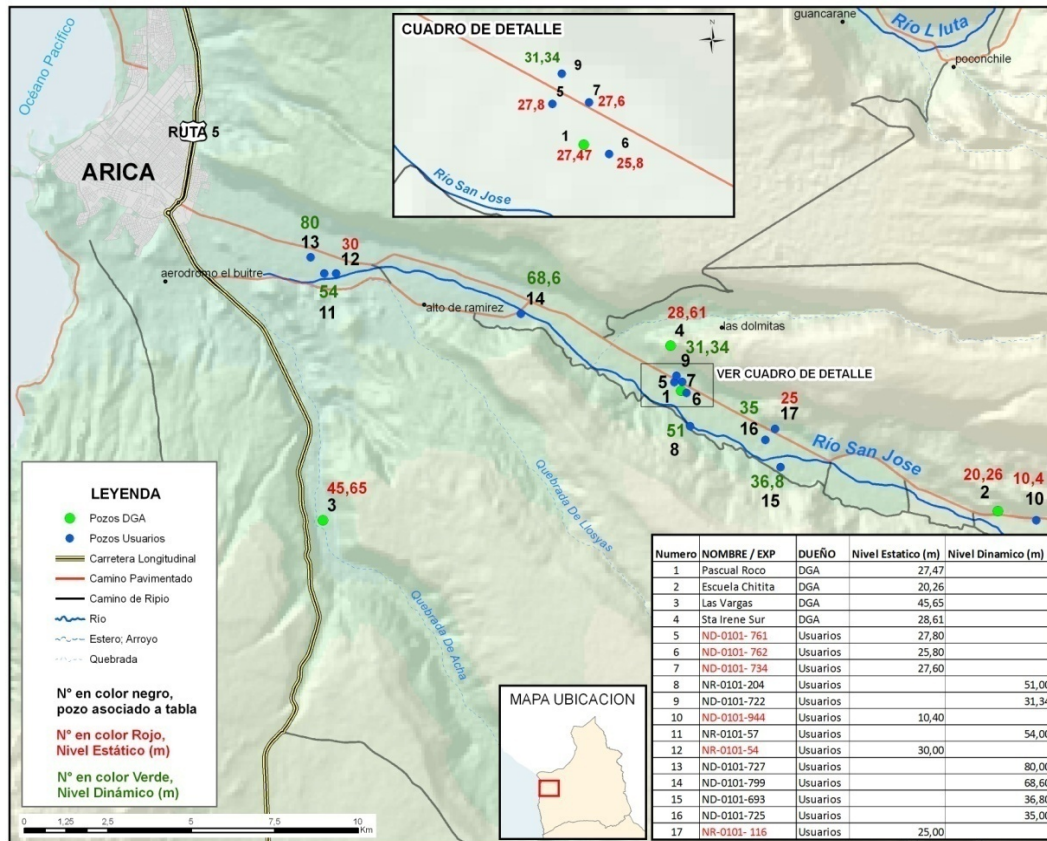 CUADRO DE DETALLE
N
31,34
9
5
7
27,8
27,6
1
27,47
6
25,8
Río San Jose
guancarane
Río Lluta
poconchile
Océano Pacífico
RUTA 5
ARICA
80
13
30
12
aerodromo el buitre
54
11
alto de ramirez
68,6
14
28,61
4
las dolmitas
31,34
9
5
7
1
6
VER CUADRO DE DETALLE
51
8
35
16
25
17
36,8
15
Río San Jose
20,26
2
10,4
10
45,65
3
Quebrada De Llosyas
Quebrada De Acha
LEYENDA
Pozos DGA
Pozos Usuarios
Carretera Longitudinal
Camino Pavimentado
Camino de Ripio
Río
Estero; Arroyo
Quebrada
N° en color negro,
pozo asociado a tabla
N° en color Rojo,
Nivel Estático (m)
N° en color Verde,
Nivel Dinámico (m)
0 1,25 2,5 5 7,5 10
Km
MAPA UBICACION
Numero NOMBRE / EXP DUEÑO Nivel Estatico (m) Nivel Dinamico (m)
1 Pascual Roco DGA 27,47
2 Escuela Chitita DGA 20,26
3 Las Vargas DGA 45,65
4 Sta Irene Sur DGA 28,61
5 ND-0101- 761 Usuarios 27,80
6 ND-0101- 762 Usuarios 25,80
7 ND-0101- 734 Usuarios 27,60
8 NR-0101-204 Usuarios 51,00
9 ND-0101-722 Usuarios 31,34
10 ND-0101-944 Usuarios 10,40
11 NR-0101-57 Usuarios 54,00
12 NR-0101-54 Usuarios 30,00
13 ND-0101-727 Usuarios 80,00
14 ND-0101-799 Usuarios 68,60
15 ND-0101-693 Usuarios 36,80
16 ND-0101-725 Usuarios 35,00
17 NR-0101- 116 Usuarios 25,00